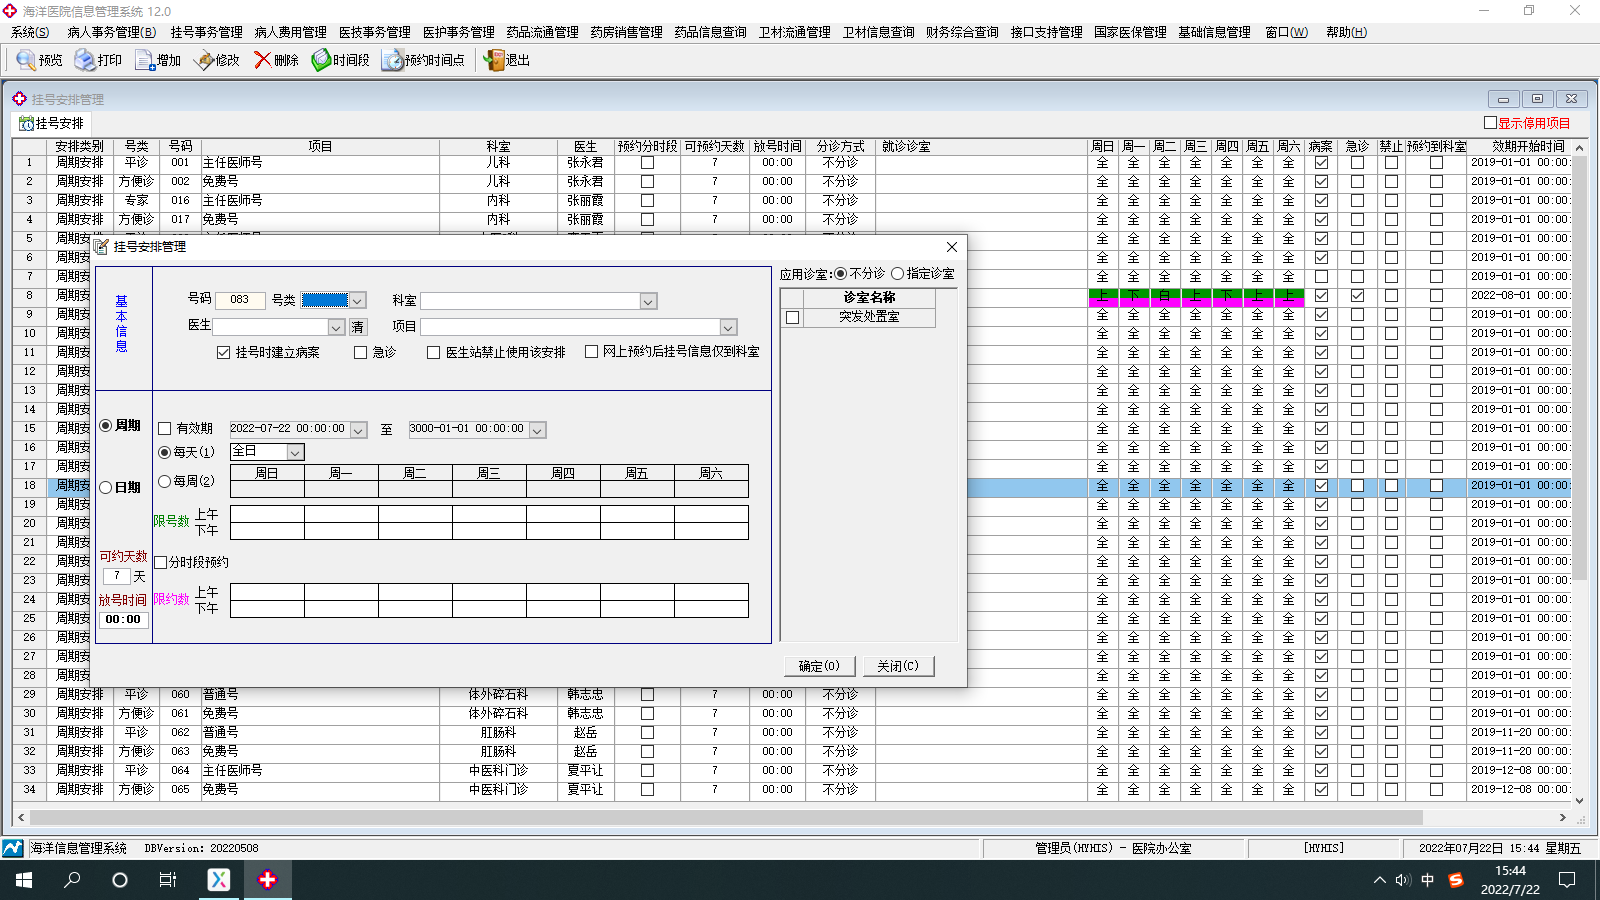 海洋医院信息管理系统 12.0
系统(S) 病人事务管理(B) 挂号事务管理 病人费用管理 医技事务管理 医护事务管理 药品流通管理 药房销售管理 药品信息查询 卫材流通管理 卫材信息查询 财务综合查询 接口支持管理 国家医保管理 基础信息管理 窗口(W) 帮助(H)
预览 打印 增加 修改 删除 时间段 预约时间点 退出
挂号安排管理
挂号安排 显示停用项目
安排类别 号类 号码 项目 科室 医生 预约分时段 可预约天数 放号时间 分诊方式 就诊诊室 周日 周一 周二 周三 周四 周五 周六 病案 急诊 禁止 预约到科室 效期开始时间
1 周期安排 平诊 001 主任医师号 儿科 张永君 7 00:00 不分诊 全 全 全 全 全 全 全 2019-01-01 00:00:
2 周期安排 方便诊 002 免费号 儿科 张永君 7 00:00 不分诊 全 全 全 全 全 全 全 2019-01-01 00:00:
3 周期安排 专家 016 主任医师号 内科 张丽霞 7 00:00 不分诊 全 全 全 全 全 全 全 2019-01-01 00:00:
4 周期安排 方便诊 017 免费号 内科 张丽霞 7 00:00 不分诊 全 全 全 全 全 全 全 2019-01-01 00:00:
5 周期安 全 全 全 全 全 全 全 2019-01-01 00:00:
6 周期安 全 全 全 全 全 全 全 2019-01-01 00:00:
7 周期安 全 全 全 全 全 全 全 2019-01-01 00:00:
8 周期安 上 下 白 上 下 上 上 2022-08-01 00:00:
9 周期安 全 全 全 全 全 全 全 2019-01-01 00:00:
10 周期安 全 全 全 全 全 全 全 2019-01-01 00:00:
11 周期安 全 全 全 全 全 全 全 2019-01-01 00:00:
12 周期安 全 全 全 全 全 全 全 2019-01-01 00:00:
13 周期安 全 全 全 全 全 全 全 2019-01-01 00:00:
14 周期安 全 全 全 全 全 全 全 2019-01-01 00:00:
15 周期安 全 全 全 全 全 全 全 2019-01-01 00:00:
16 周期安 全 全 全 全 全 全 全 2019-01-01 00:00:
17 周期安 全 全 全 全 全 全 全 2019-01-01 00:00:
18 周期安 全 全 全 全 全 全 全 2019-01-01 00:00:
19 周期安 全 全 全 全 全 全 全 2019-01-01 00:00:
20 周期安 全 全 全 全 全 全 全 2019-01-01 00:00:
21 周期安 全 全 全 全 全 全 全 2019-01-01 00:00:
22 周期安 全 全 全 全 全 全 全 2019-01-01 00:00:
23 周期安 全 全 全 全 全 全 全 2019-01-01 00:00:
24 周期安 全 全 全 全 全 全 全 2019-01-01 00:00:
25 周期安 全 全 全 全 全 全 全 2019-01-01 00:00:
26 周期安 全 全 全 全 全 全 全 2019-01-01 00:00:
27 周期安 全 全 全 全 全 全 全 2019-01-01 00:00:
28 周期安 全 全 全 全 全 全 全 2019-01-01 00:00:
29 周期安排 平诊 060 普通号 体外碎石科 韩志忠 7 00:00 不分诊 全 全 全 全 全 全 全 2019-01-01 00:00:
30 周期安排 方便诊 061 免费号 体外碎石科 韩志忠 7 00:00 不分诊 全 全 全 全 全 全 全 2019-01-01 00:00:
31 周期安排 平诊 062 普通号 肛肠科 赵岳 7 00:00 不分诊 全 全 全 全 全 全 全 2019-11-20 00:00:
32 周期安排 方便诊 063 免费号 肛肠科 赵岳 7 00:00 不分诊 全 全 全 全 全 全 全 2019-11-20 00:00:
33 周期安排 平诊 064 主任医师号 中医科门诊 夏平让 7 00:00 不分诊 全 全 全 全 全 全 全 2019-12-08 00:00:
34 周期安排 方便诊 065 免费号 中医科门诊 夏平让 7 00:00 不分诊 全 全 全 全 全 全 全 2019-12-08 00:00:
挂号安排管理
基本信息
号码 083 号类 科室
医生 清 项目
挂号时建立病案 急诊 医生站禁止使用该安排 网上预约后挂号信息仅到科室
周期 有效期 2022-07-22 00:00:00 至 3000-01-01 00:00:00
每天(1) 全日
日期 每周(2) 周日 周一 周二 周三 周四 周五 周六
限号数 上午
下午
可约天数 分时段预约
7 天
放号时间 限约数 上午
00:00 下午
应用诊室: 不分诊 指定诊室
诊室名称
突发处置室
确定(O) 关闭(C)
海洋信息管理系统 DBVersion: 20220508 管理员(HYHIS) - 医院办公室 [HYHIS] 2022年07月22日 15:44 星期五
中 15:44
2022/7/22